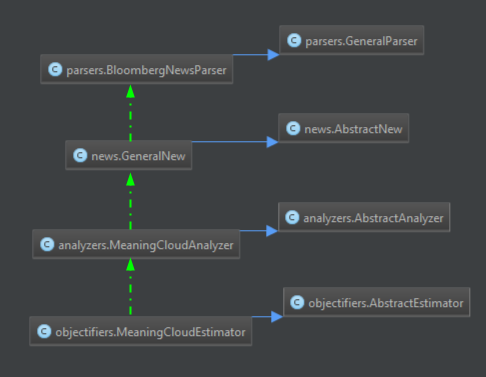 C parsers.GeneralParser
C parsers.BloombergNewsParser
C news.AbstractNew
C news.GeneralNew
C analyzers.AbstractAnalyzer
C analyzers.MeaningCloudAnalyzer
C objectifiers.AbstractEstimator
C objectifiers.MeaningCloudEstimator